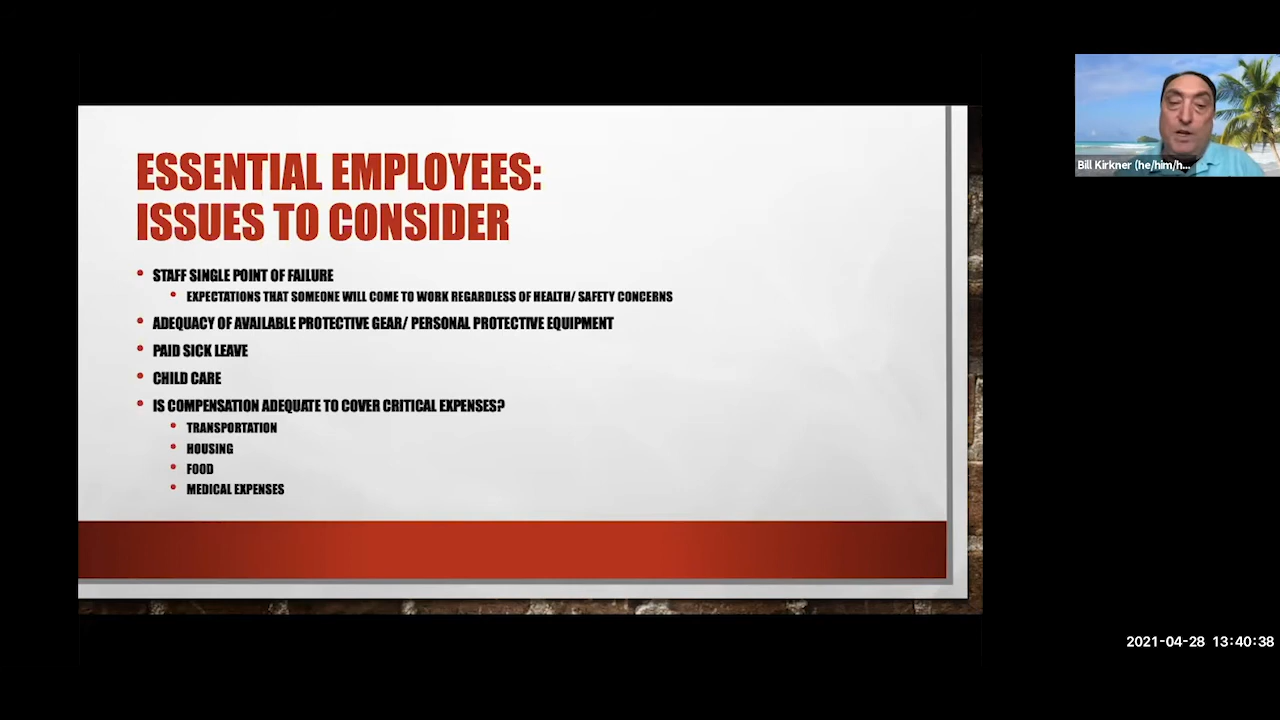 ESSENTIAL EMPLOYEES:
ISSUES TO CONSIDER
• STAFF SINGLE POINT OF FAILURE
• EXPECTATIONS THAT SOMEONE WILL COME TO WORK REGARDLESS OF HEALTH/ SAFETY CONCERNS
• ADEQUACY OF AVAILABLE PROTECTIVE GEAR/ PERSONAL PROTECTIVE EQUIPMENT
• PAID SICK LEAVE
• CHILD CARE
• IS COMPENSATION ADEQUATE TO COVER CRITICAL EXPENSES?
• TRANSPORTATION
• HOUSING
• FOOD
• MEDICAL EXPENSES
Bill Kirkner (he/him/h...
2021-04-28 13:40:38